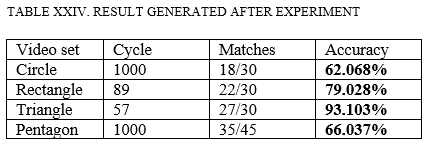 TABLE XXIV. RESULT GENERATED AFTER EXPERIMENT
Video set Cycle Matches Accuracy
Circle 1000 18/30 62.068%
Rectangle 89 22/30 79.028%
Triangle 57 27/30 93.103%
Pentagon 1000 35/45 66.037%